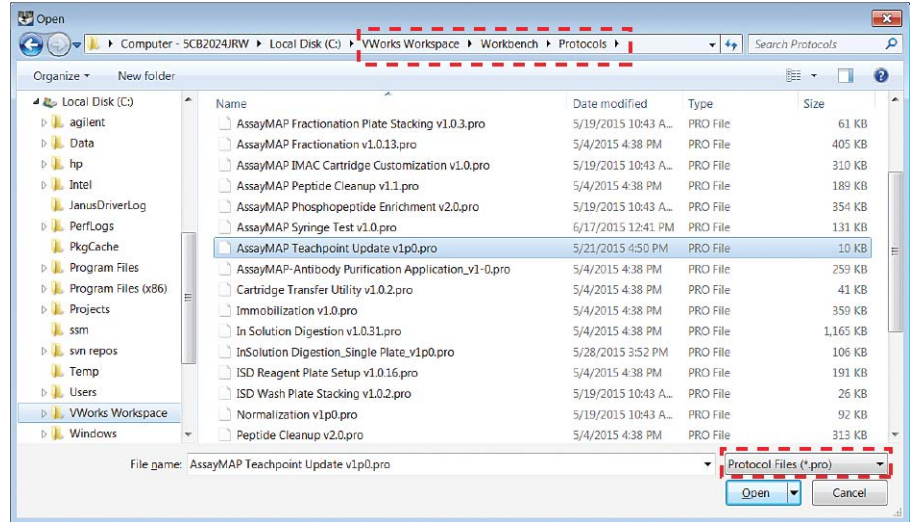 Open
Computer - 5CB2024JRW ▸ Local Disk (C:) ▸ VWorks Workspace ▸ Workbench ▸ Protocols ▸ Search Protocols
Organize New folder
Local Disk (C:) Name Date modified Type Size
agilent AssayMAP Fractionation Plate Stacking v1.0.3.pro 5/19/2015 10:43 A... PRO File 61 KB
Data AssayMAP Fractionation v1.0.13.pro 5/4/2015 4:38 PM PRO File 405 KB
hp AssayMAP IMAC Cartridge Customization v1.0.pro 5/19/2015 10:43 A... PRO File 310 KB
Intel AssayMAP Peptide Cleanup v1.1.pro 5/4/2015 4:38 PM PRO File 189 KB
JanusDriverLog AssayMAP Phosphopeptide Enrichment v2.0.pro 5/19/2015 10:43 A... PRO File 354 KB
PerfLogs AssayMAP Syringe Test v1.0.pro 6/17/2015 12:41 PM PRO File 131 KB
PkgCache AssayMAP Teachpoint Update v1p0.pro 5/21/2015 4:50 PM PRO File 10 KB
Program Files AssayMAP-Antibody Purification Application_v1-0.pro 5/4/2015 4:38 PM PRO File 259 KB
Program Files (x86) Cartridge Transfer Utility v1.0.2.pro 5/4/2015 4:38 PM PRO File 41 KB
Projects Immobilization v1.0.pro 5/4/2015 4:38 PM PRO File 359 KB
ssm In Solution Digestion v1.0.31.pro 5/4/2015 4:38 PM PRO File 1,165 KB
svn repos InSolution Digestion_Single Plate_v1p0.pro 5/28/2015 3:52 PM PRO File 106 KB
Temp ISD Reagent Plate Setup v1.0.16.pro 5/4/2015 4:38 PM PRO File 191 KB
Users ISD Wash Plate Stacking v1.0.2.pro 5/19/2015 10:43 A... PRO File 26 KB
VWorks Workspace Normalization v1p0.pro 5/19/2015 10:43 A... PRO File 92 KB
Windows Peptide Cleanup v2.0.pro 5/4/2015 4:38 PM PRO File 313 KB
File name: AssayMAP Teachpoint Update v1p0.pro Protocol Files (*.pro)
Open Cancel